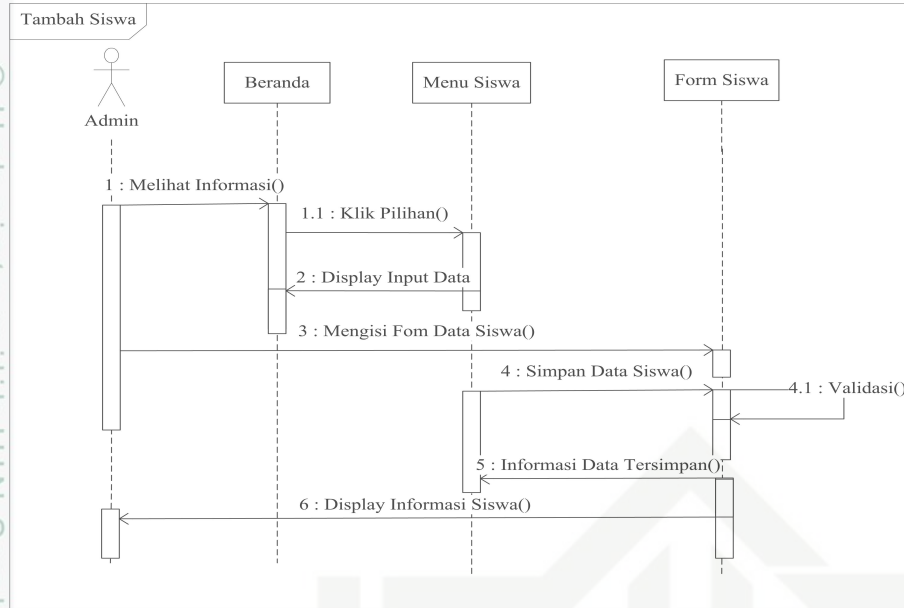 Tambah Siswa
Admin
Beranda
Menu Siswa
Form Siswa
1 : Melihat Informasi()
1.1 : Klik Pilihan()
2 : Display Input Data
3 : Mengisi Fom Data Siswa()
4 : Simpan Data Siswa()
4.1 : Validasi()
5 : Informasi Data Tersimpan()
6 : Display Informasi Siswa()